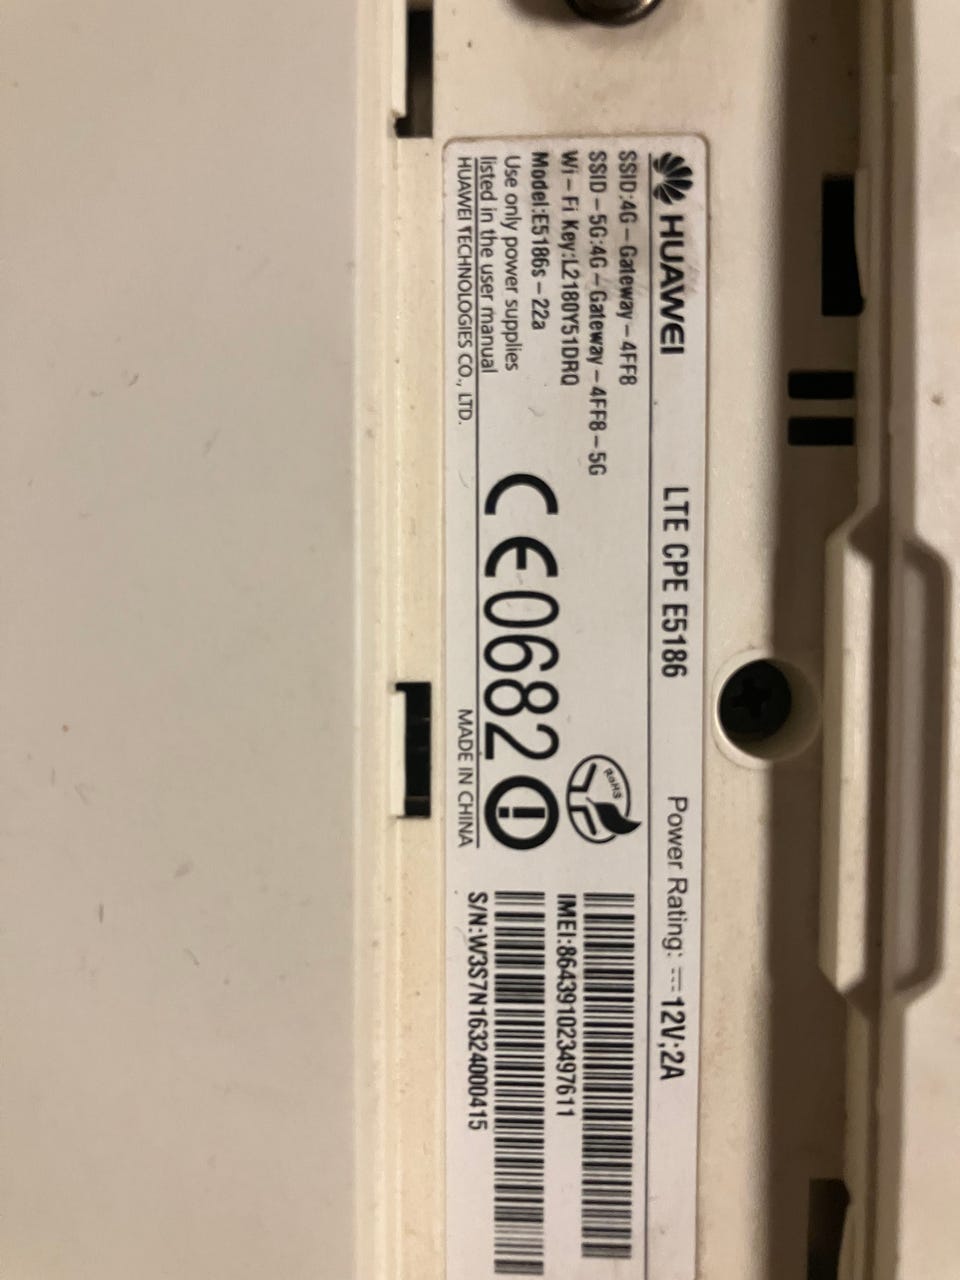 HUAWEI LTE CPE E5186 Power Rating: ⎓12V;2A
SSID:4G-Gateway-4FF8
SSID-5G:4G-Gateway-4FF8-5G
Wi-Fi Key:L2180Y51DRQ
Model:E5186s-22a
Use only power supplies
listed in the user manual
HUAWEI TECHNOLOGIES CO., LTD.
CE0682
RoHS
MADE IN CHINA
IMEI:864391023497611
S/N:W3S7N16324000415